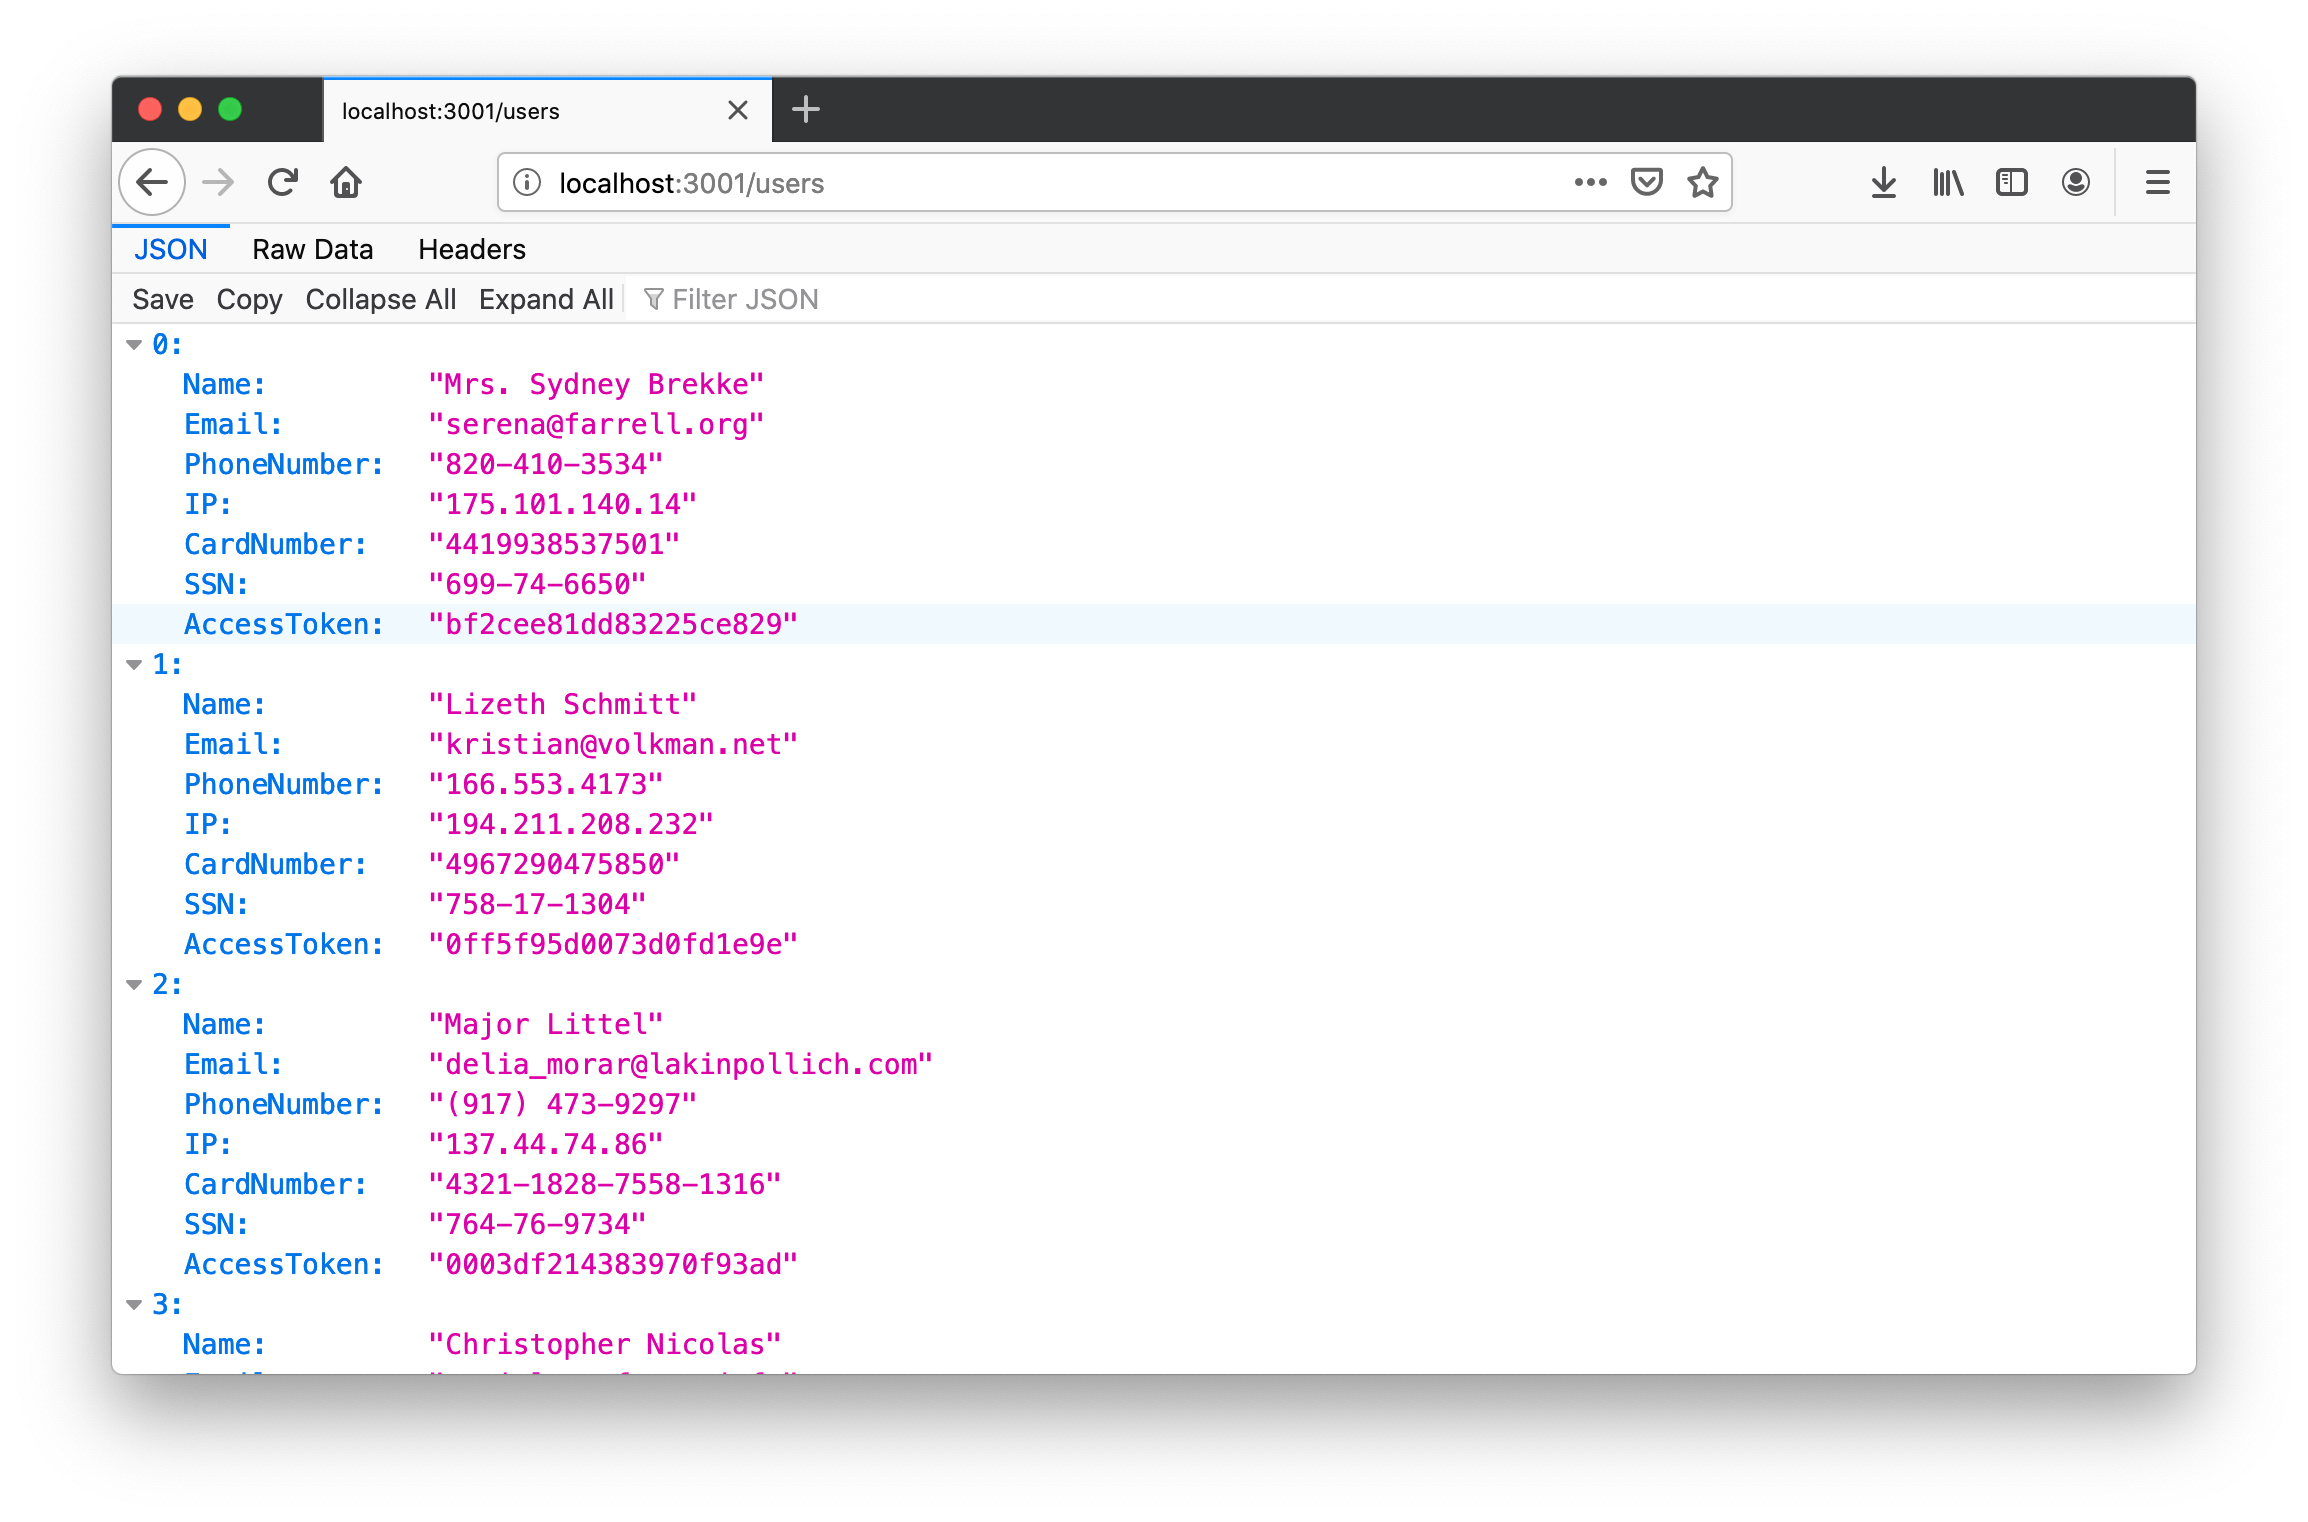 localhost:3001/users
localhost:3001/users
JSON Raw Data Headers
Save Copy Collapse All Expand All Filter JSON
0:
Name: "Mrs. Sydney Brekke"
Email: "serena@farrell.org"
PhoneNumber: "820-410-3534"
IP: "175.101.140.14"
CardNumber: "4419938537501"
SSN: "699-74-6650"
AccessToken: "bf2cee81dd83225ce829"
1:
Name: "Lizeth Schmitt"
Email: "kristian@volkman.net"
PhoneNumber: "166.553.4173"
IP: "194.211.208.232"
CardNumber: "4967290475850"
SSN: "758-17-1304"
AccessToken: "0ff5f95d0073d0fd1e9e"
2:
Name: "Major Littel"
Email: "delia_morar@lakinpollich.com"
PhoneNumber: "(917) 473-9297"
IP: "137.44.74.86"
CardNumber: "4321-1828-7558-1316"
SSN: "764-76-9734"
AccessToken: "0003df214383970f93ad"
3:
Name: "Christopher Nicolas"